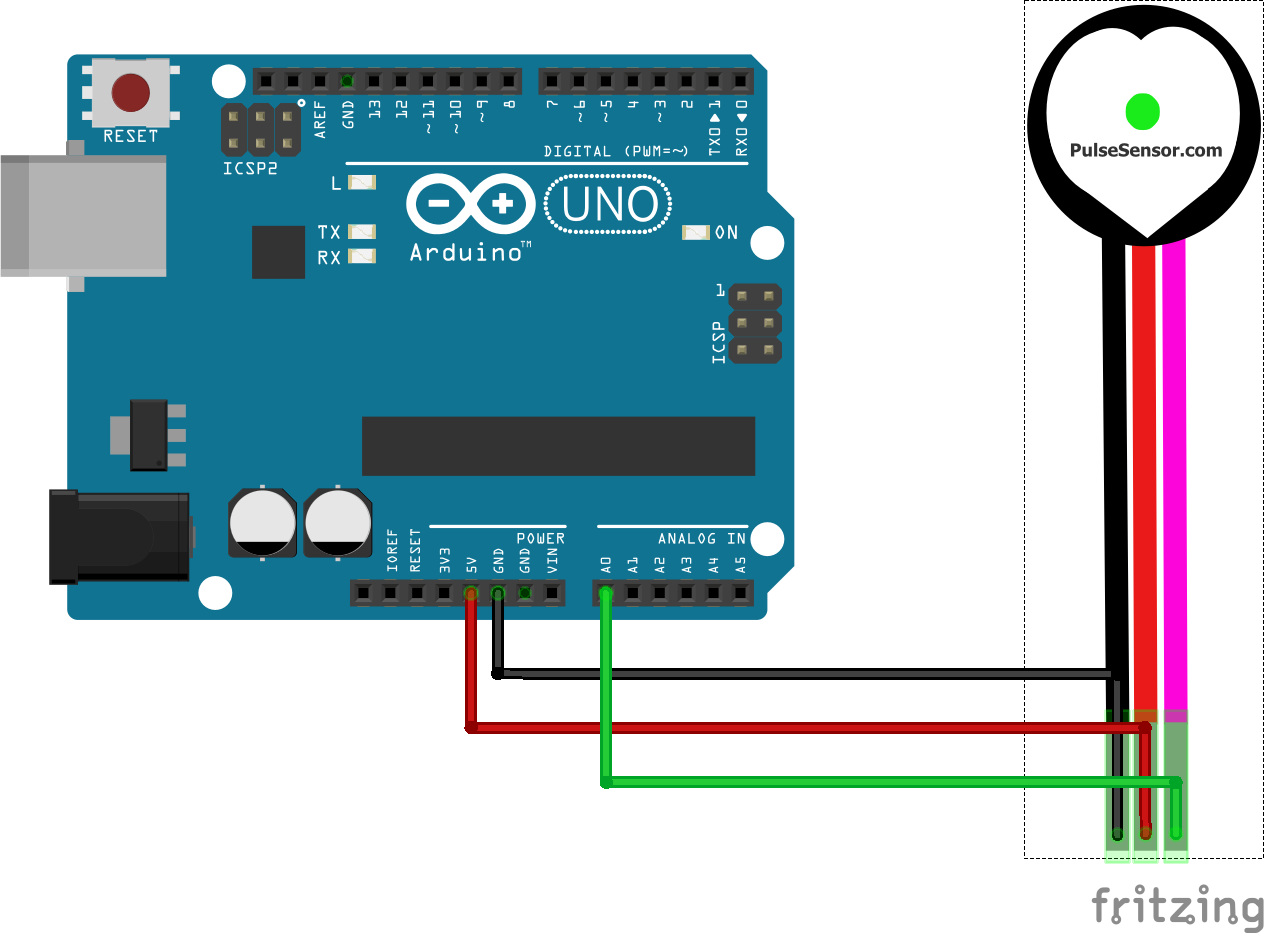 RESET
ICSP2
AREF
GND
13
12
~11
~10
~9
8
7
~6
~5
4
~3
2
TX0▶1
RX0◀0
DIGITAL (PWM=~)
L
TX
RX
Arduino™
UNO
ON
1
ICSP
PulseSensor.com
POWER
ANALOG IN
IOREF
RESET
3V3
5V
GND
GND
VIN
A0
A1
A2
A3
A4
A5
fritzing